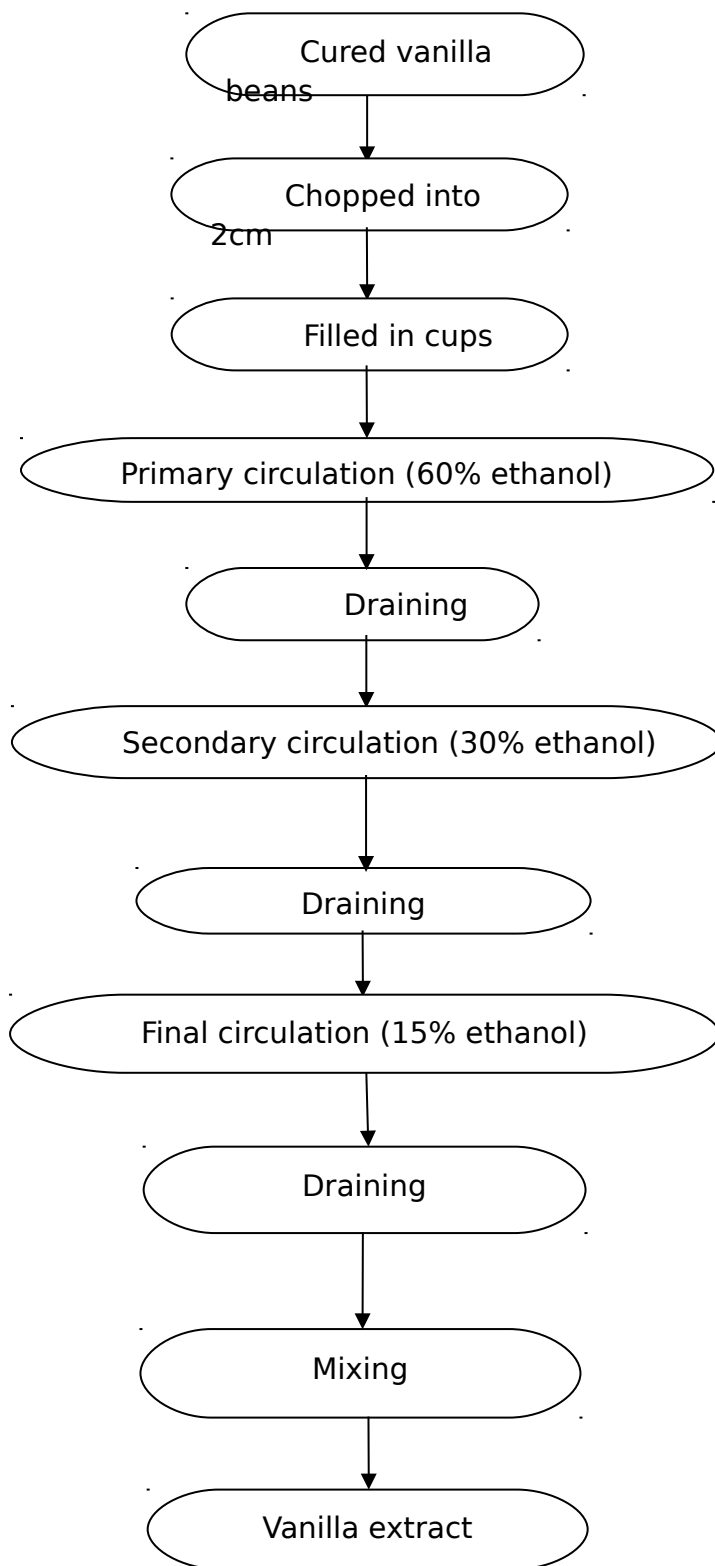 Cured vanilla
beans
Chopped into
2cm
Filled in cups
Primary circulation (60% ethanol)
Draining
Secondary circulation (30% ethanol)
Draining
Final circulation (15% ethanol)
Draining
Mixing
Vanilla extract